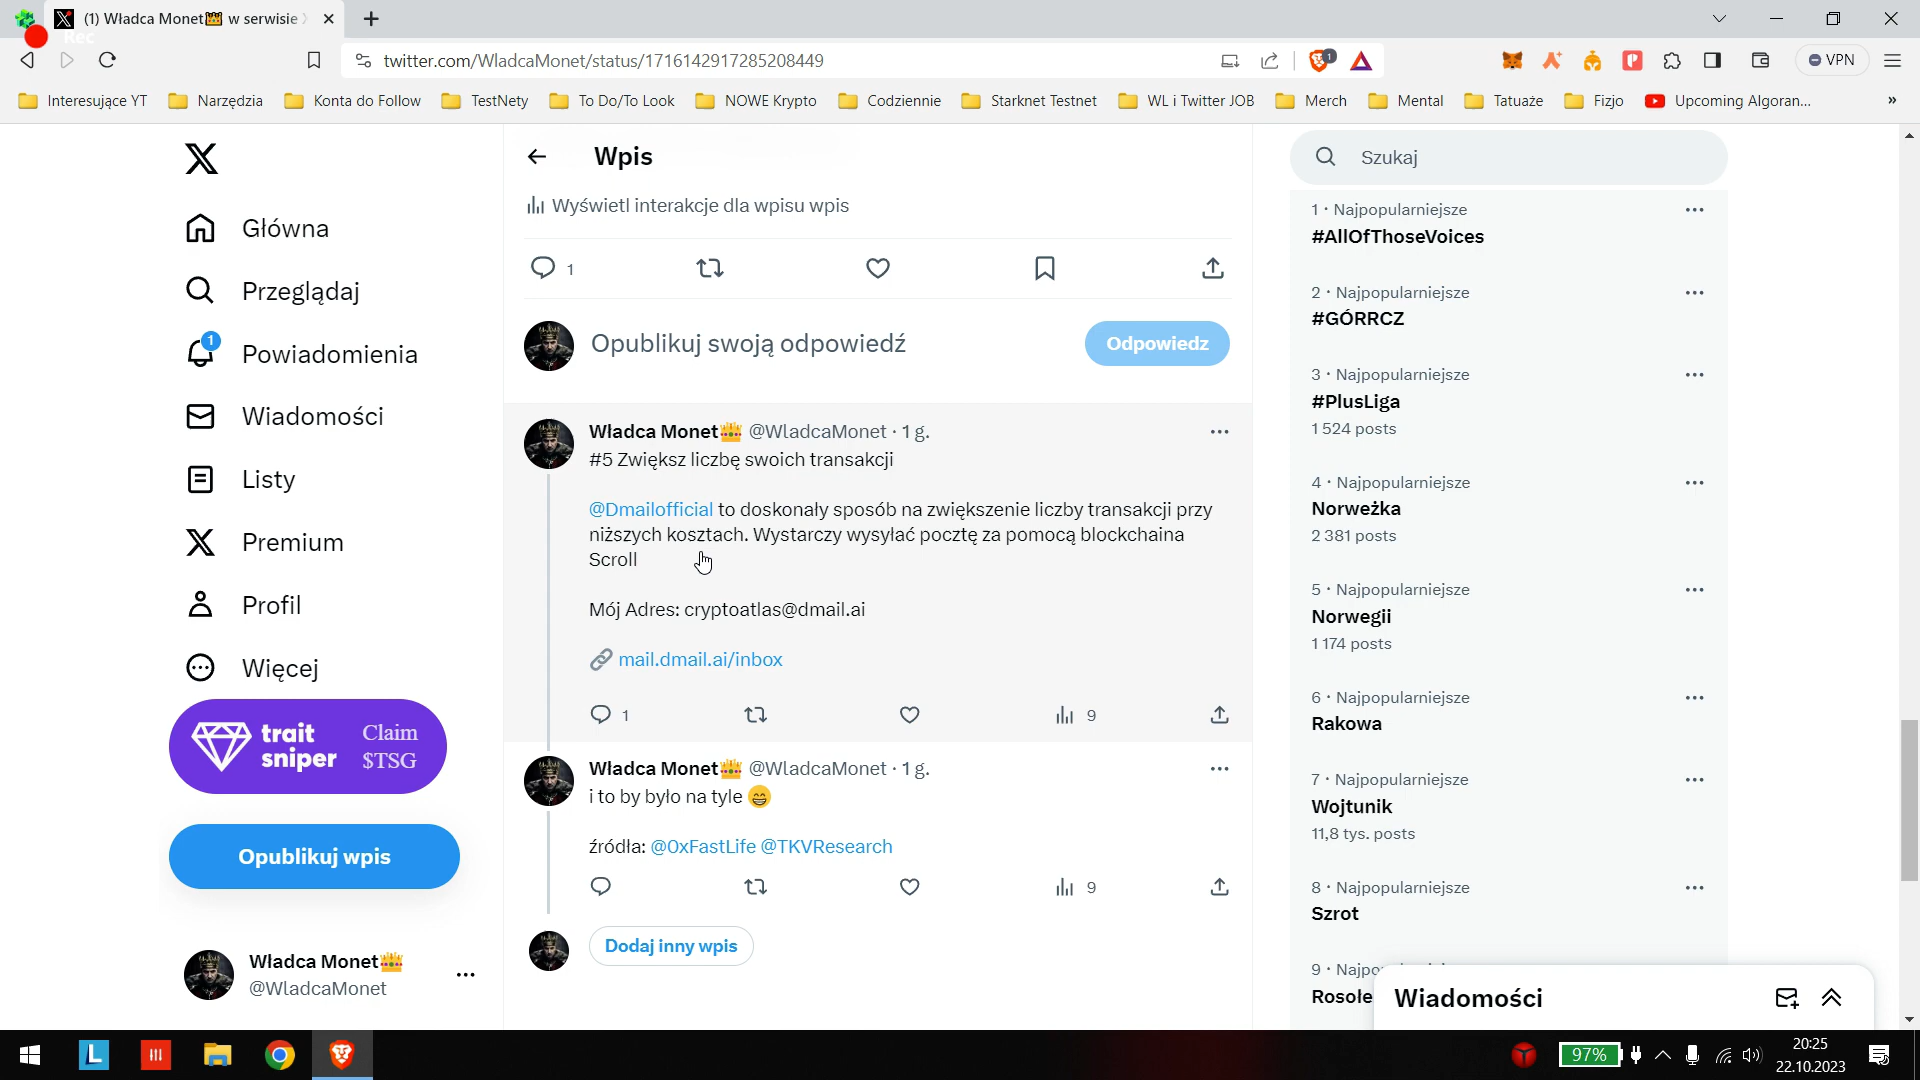 (1) Władca Monet👑 w serwisie X
Rec
twitter.com/WladcaMonet/status/1716142917285208449
1
VPN
Interesujące YT
Narzędzia
Konta do Follow
TestNety
To Do/To Look
NOWE Krypto
Codziennie
Starknet Testnet
WL i Twitter JOB
Merch
Mental
Tatuaże
Fizjo
Upcoming Algoran...
»
Główna
Przeglądaj
1
Powiadomienia
Wiadomości
Listy
Premium
Profil
Więcej
trait
sniper
Claim
$TSG
Opublikuj wpis
Władca Monet👑
@WladcaMonet
Wpis
Wyświetl interakcje dla wpisu wpis
1
Opublikuj swoją odpowiedź
Odpowiedz
Władca Monet👑 @WladcaMonet · 1 g.
#5 Zwiększ liczbę swoich transakcji
@Dmailofficial to doskonały sposób na zwiększenie liczby transakcji przy
niższych kosztach. Wystarczy wysyłać pocztę za pomocą blockchaina
Scroll
Mój Adres: cryptoatlas@dmail.ai
🔗 mail.dmail.ai/inbox
1
9
Władca Monet👑 @WladcaMonet · 1 g.
i to by było na tyle 😁
źródła: @0xFastLife @TKVResearch
9
Dodaj inny wpis
Szukaj
1 · Najpopularniejsze
#AllOfThoseVoices
2 · Najpopularniejsze
#GÓRRCZ
3 · Najpopularniejsze
#PlusLiga
1 524 posts
4 · Najpopularniejsze
Norweżka
2 381 posts
5 · Najpopularniejsze
Norwegii
1 174 posts
6 · Najpopularniejsze
Rakowa
7 · Najpopularniejsze
Wojtunik
11,8 tys. posts
8 · Najpopularniejsze
Szrot
9 · Najpo
Rosołe
Wiadomości
L
97%
20:25
22.10.2023